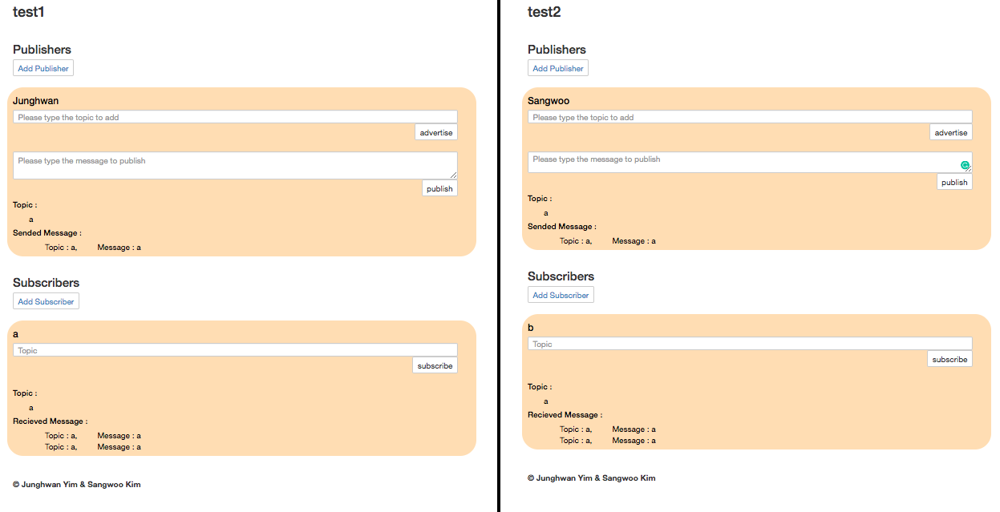 test1
Publishers
Add Publisher
Junghwan
Please type the topic to add
advertise
Please type the message to publish
publish
Topic :
a
Sended Message :
Topic : a, Message : a
Subscribers
Add Subscriber
a
Topic
subscribe
Topic :
a
Recieved Message :
Topic : a, Message : a
Topic : a, Message : a
© Junghwan Yim & Sangwoo Kim
test2
Publishers
Add Publisher
Sangwoo
Please type the topic to add
advertise
Please type the message to publish
publish
Topic :
a
Sended Message :
Topic : a, Message : a
Subscribers
Add Subscriber
b
Topic
subscribe
Topic :
a
Recieved Message :
Topic : a, Message : a
Topic : a, Message : a
© Junghwan Yim & Sangwoo Kim